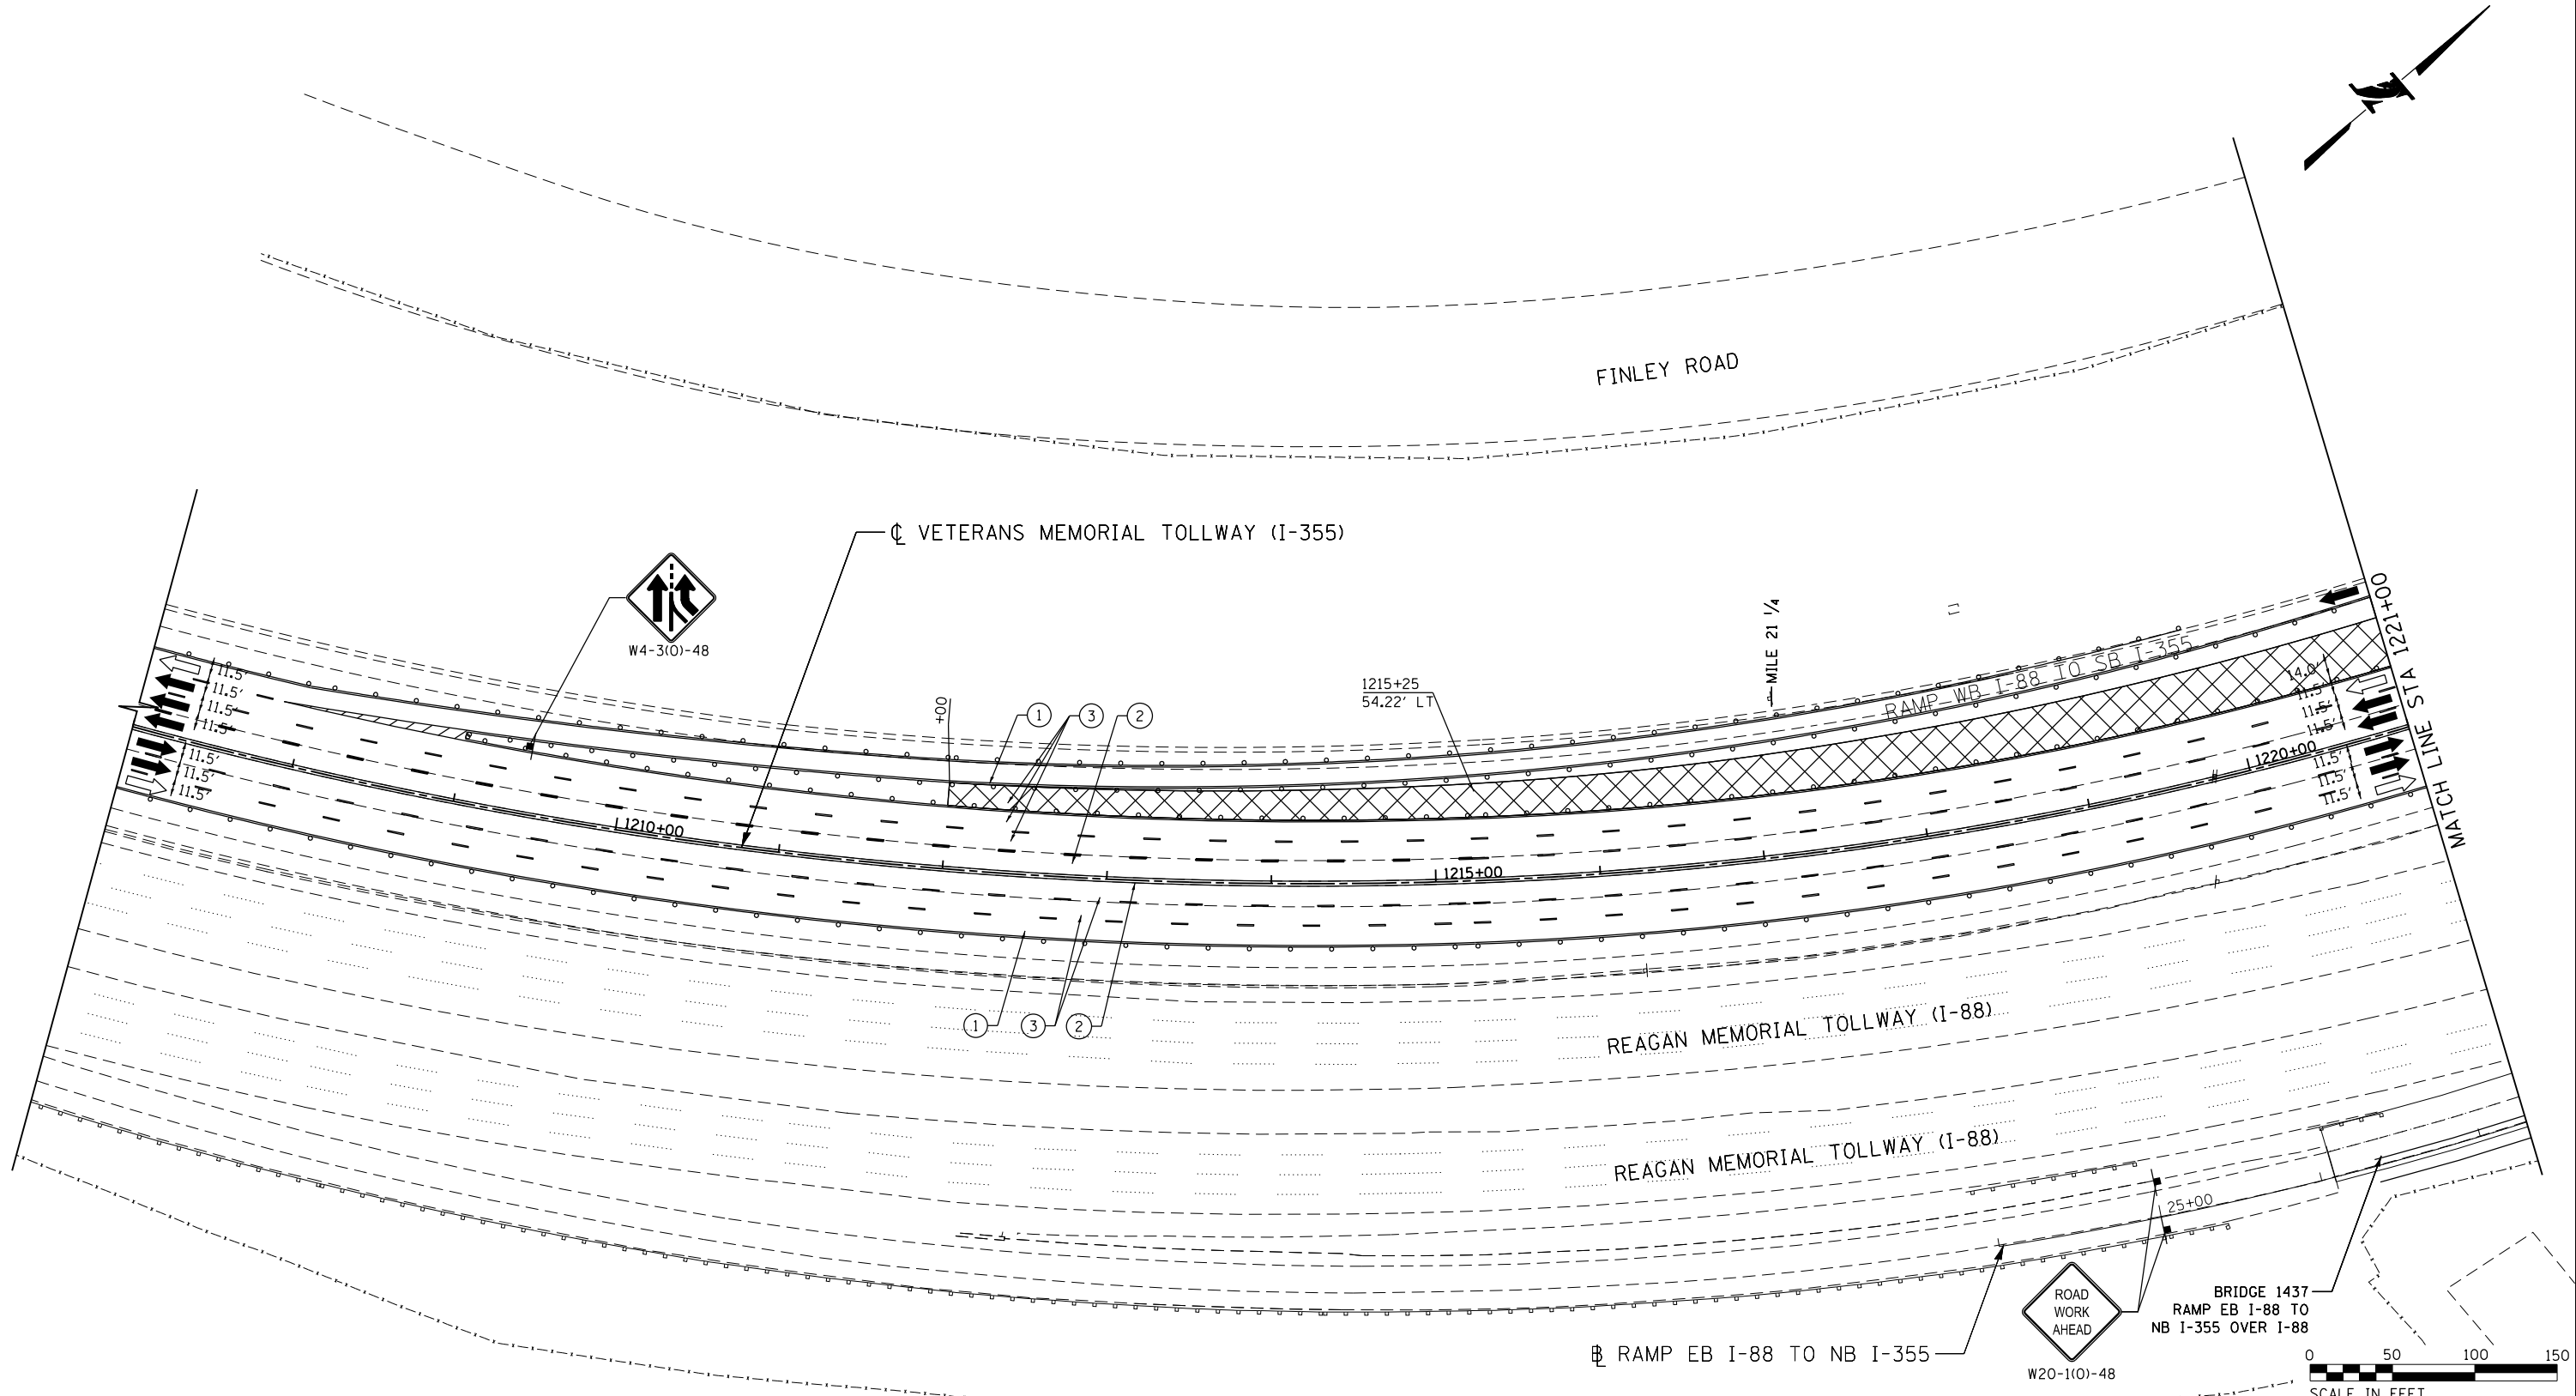 FINLEY ROAD
℄ VETERANS MEMORIAL TOLLWAY (I-355)
W4-3(O)-48
MILE 21 1/4
1215+25
54.22' LT
+00
1
3
2
RAMP WB I-88 TO SB I-355
MATCH LINE STA 1221+00
11.5'
11.5'
11.5'
11.5'
11.5'
11.5'
11.5'
14.0'
11.5'
11.5'
11.5'
11.5'
11.5'
11.5'
1210+00
1215+00
1220+00
1
3
2
REAGAN MEMORIAL TOLLWAY (I-88)
REAGAN MEMORIAL TOLLWAY (I-88)
25+00
ROAD
WORK
AHEAD
W20-1(O)-48
BRIDGE 1437
RAMP EB I-88 TO
NB I-355 OVER I-88
RAMP EB I-88 TO NB I-355
0 50 100 150
SCALE IN FEET